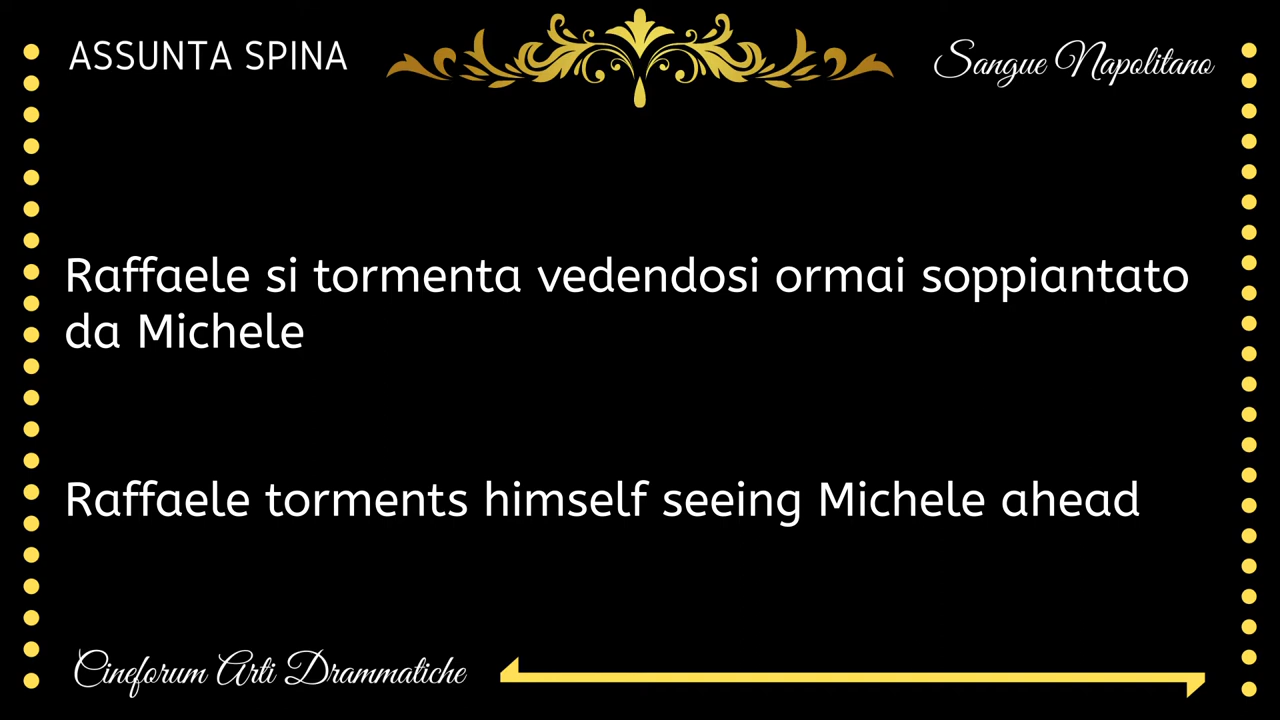 ASSUNTA SPINA
Sangue Napolitano
Raffaele si tormenta vedendosi ormai soppiantato
da Michele
Raffaele torments himself seeing Michele ahead
Cineforum Arti Drammatiche